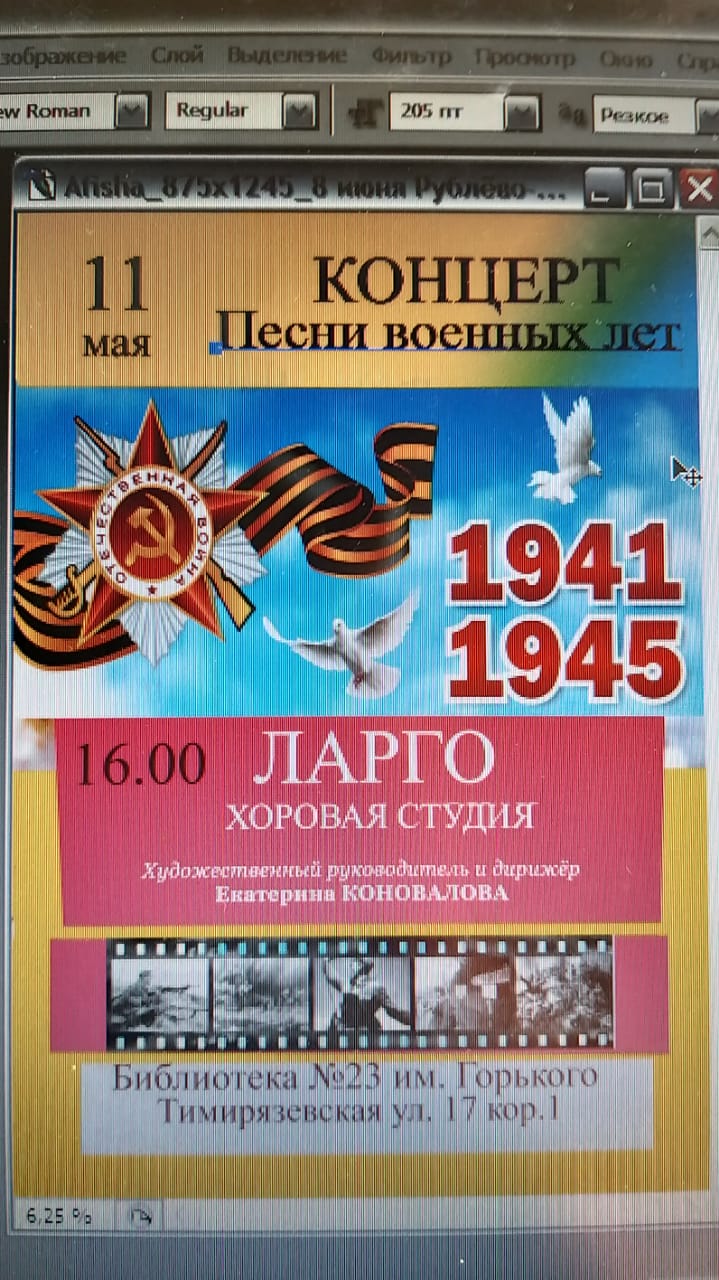 зображение Слой Выделение Фильтр Просмотр Окно Спра
ew Roman Regular 205 пт Резкое
Afisha_875x1245_8 июня Рублево-...
11 мая
КОНЦЕРТ
Песни военных лет
ОТЕЧЕСТВЕННАЯ ВОЙНА
1941
1945
16.00
ЛАРГО
ХОРОВАЯ СТУДИЯ
Художественный руководитель и дирижёр
Екатерина КОНОВАЛОВА
Библиотека №23 им. Горького
Тимирязевская ул. 17 кор.1
6,25 %